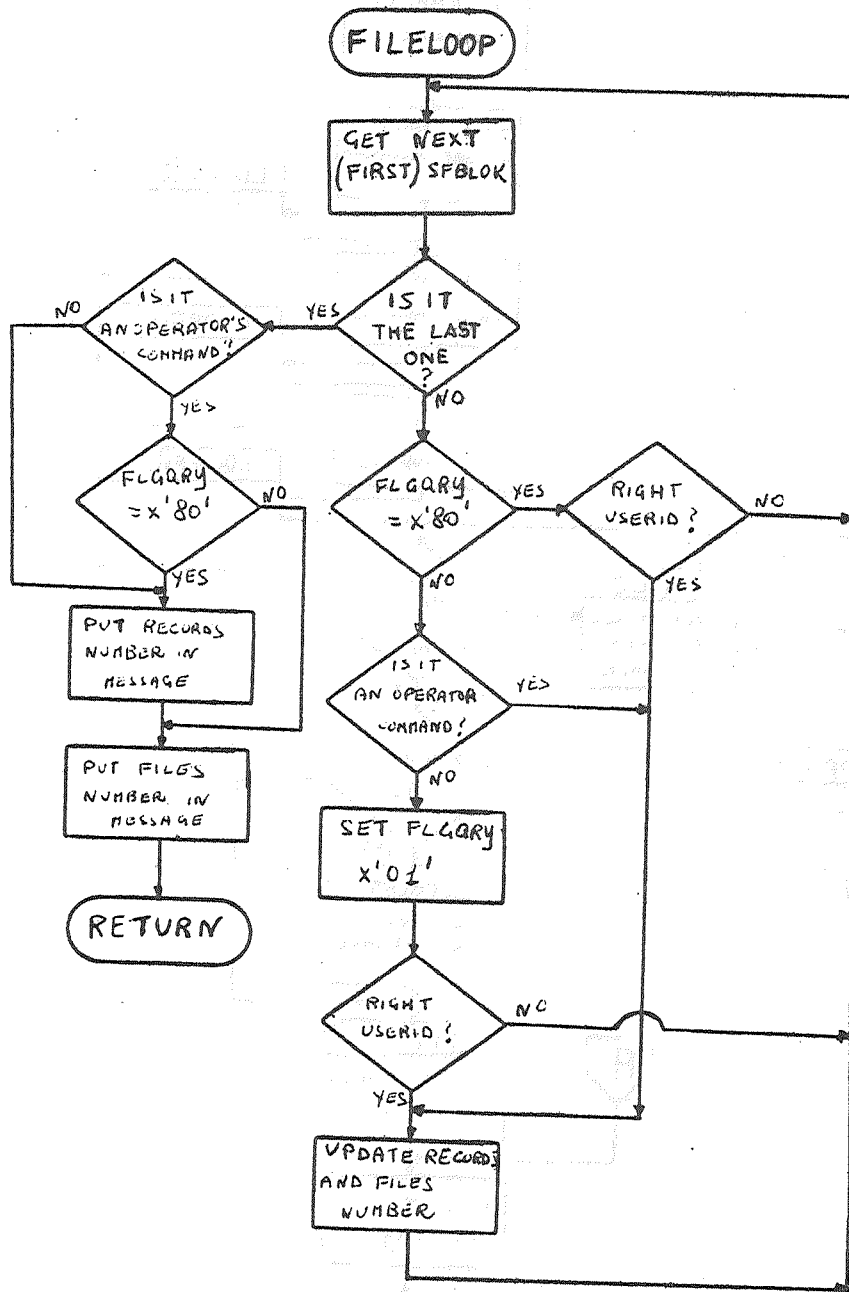 FILELOOP
GET NEXT
(FIRST) SFBLOK
IS IT
THE LAST
ONE
?
YES
NO
IS IT
AN OPERATOR'S
COMMAND?
NO
YES
FLGQRY
=X'80'
NO
YES
PUT RECORDS
NUMBER IN
MESSAGE
PUT FILES
NUMBER IN
MESSAGE
RETURN
FLGQRY
=X'80'
YES
NO
RIGHT
USERID?
NO
YES
IS IT
AN OPERATOR
COMMAND?
YES
NO
SET FLGQRY
X'01'
RIGHT
USERID?
NO
YES
UPDATE RECORDS
AND FILES
NUMBER